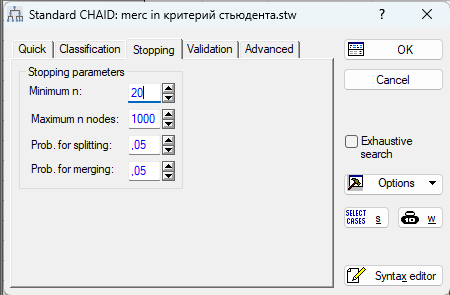 Standard CHAID: merc in критерий стьюдента.stw
?
Quick
Classification
Stopping
Validation
Advanced
Stopping parameters
Minimum n:
20
Maximum n nodes:
1000
Prob. for splitting:
.05
Prob. for merging:
.05
OK
Cancel
Exhaustive
search
Options
SELECT
CASES
S
W
Syntax editor